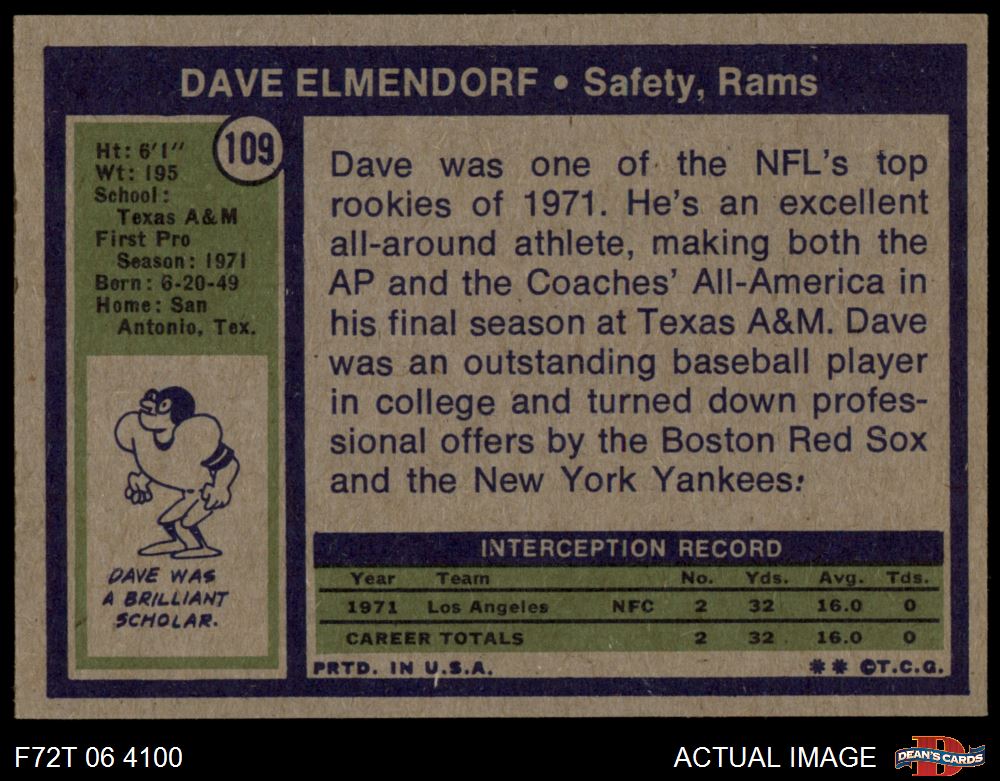 DAVE ELMENDORF • Safety, Rams
109
Ht: 6'1"
Wt: 195
School:
Texas A&M
First Pro
Season: 1971
Born: 6-20-49
Home: San
Antonio, Tex.
DAVE WAS
A BRILLIANT
SCHOLAR.
Dave was one of the NFL's top
rookies of 1971. He's an excellent
all-around athlete, making both the
AP and the Coaches' All-America in
his final season at Texas A&M. Dave
was an outstanding baseball player
in college and turned down profes-
sional offers by the Boston Red Sox
and the New York Yankees.
INTERCEPTION RECORD
Year Team No. Yds. Avg. Tds.
1971 Los Angeles NFC 2 32 16.0 0
CAREER TOTALS 2 32 16.0 0
PRTD. IN U.S.A. ** ©T.C.G.
F72T 06 4100
ACTUAL IMAGE
D
DEAN'S CARDS